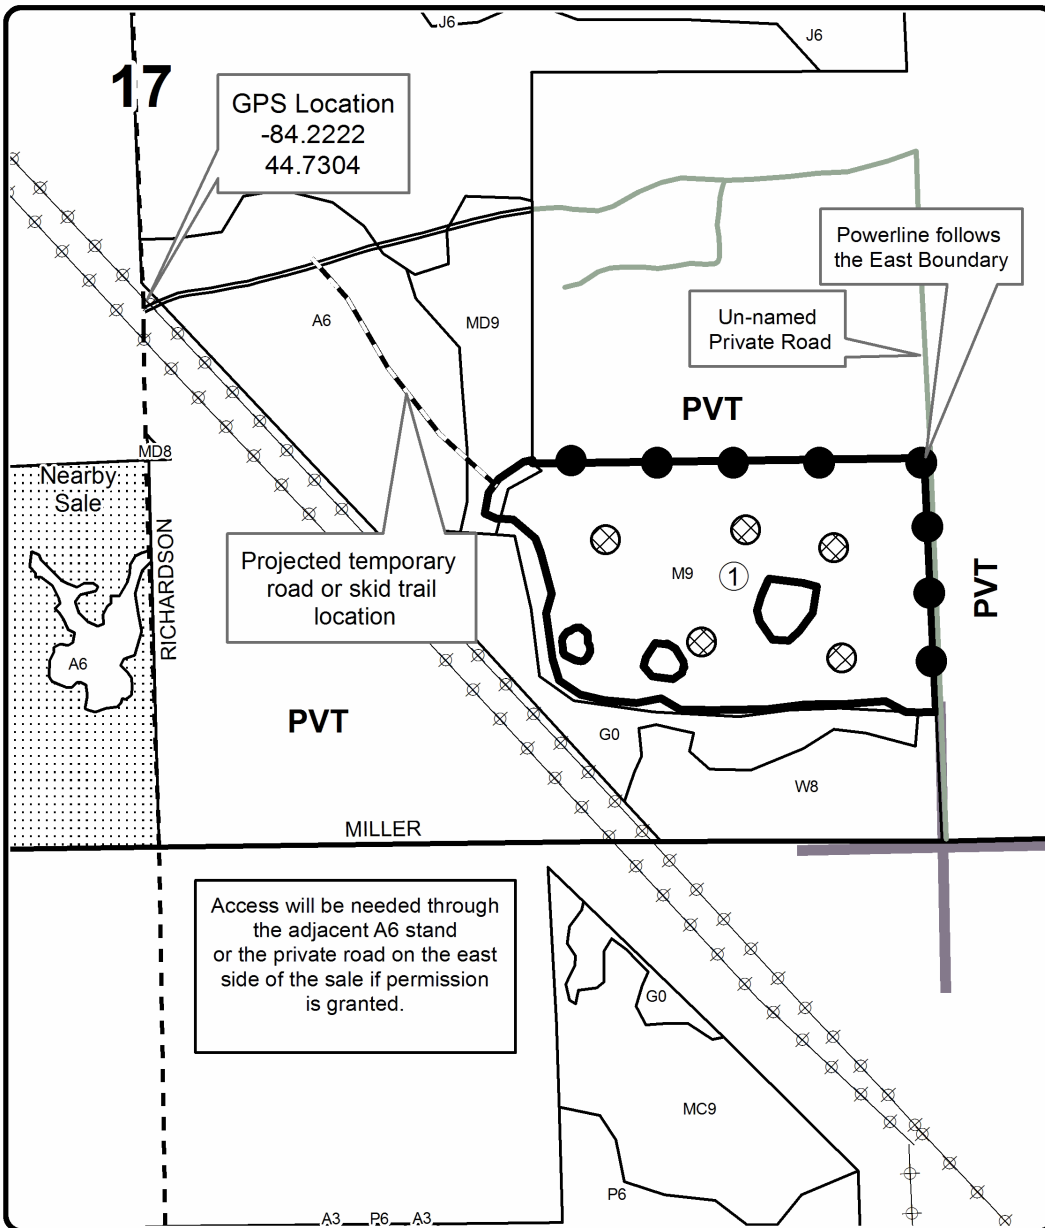 J6
J6
17
GPS Location
-84.2222
44.7304
Powerline follows
the East Boundary
Un-named
Private Road
A6
MD9
PVT
MD8
Nearby
Sale
RICHARDSON
Projected temporary
road or skid trail
location
M9
1
PVT
A6
PVT
G0
W8
MILLER
Access will be needed through
the adjacent A6 stand
or the private road on the east
side of the sale if permission
is granted.
G0
MC9
P6
A3 P6 A3